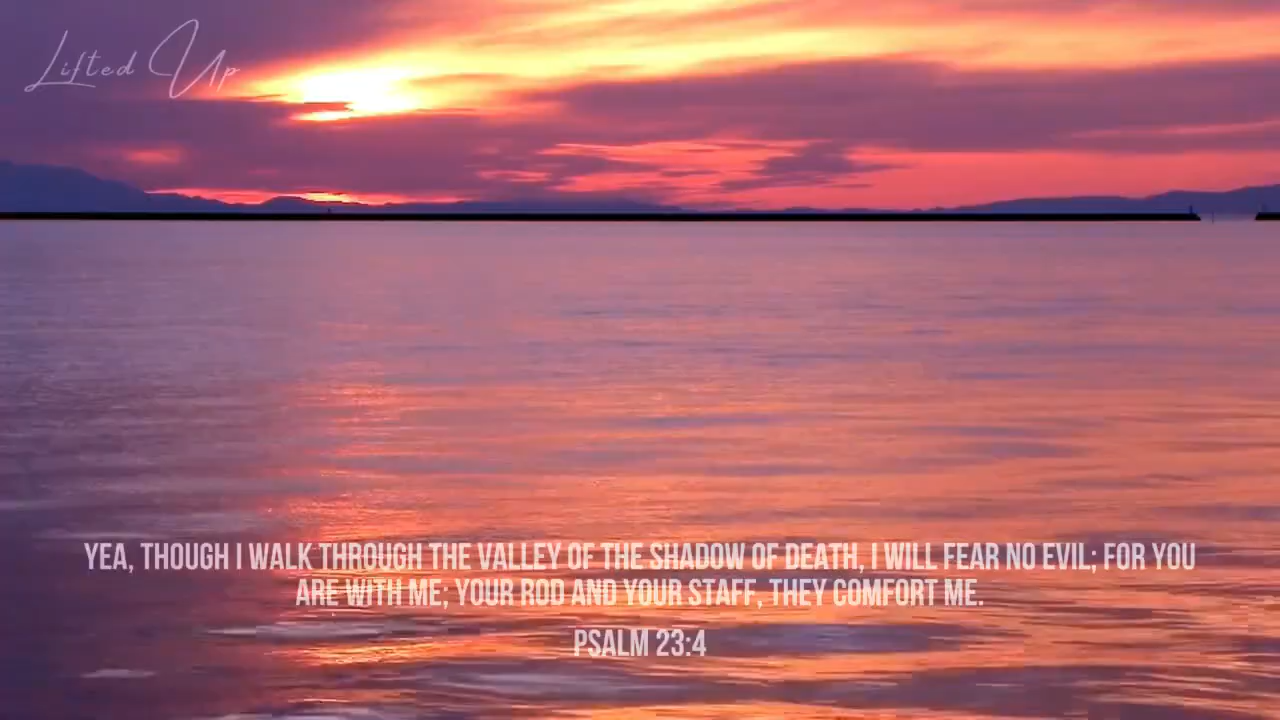 Lifted Up
YEA, THOUGH I WALK THROUGH THE VALLEY OF THE SHADOW OF DEATH, I WILL FEAR NO EVIL; FOR YOU
ARE WITH ME; YOUR ROD AND YOUR STAFF, THEY COMFORT ME.
PSALM 23:4